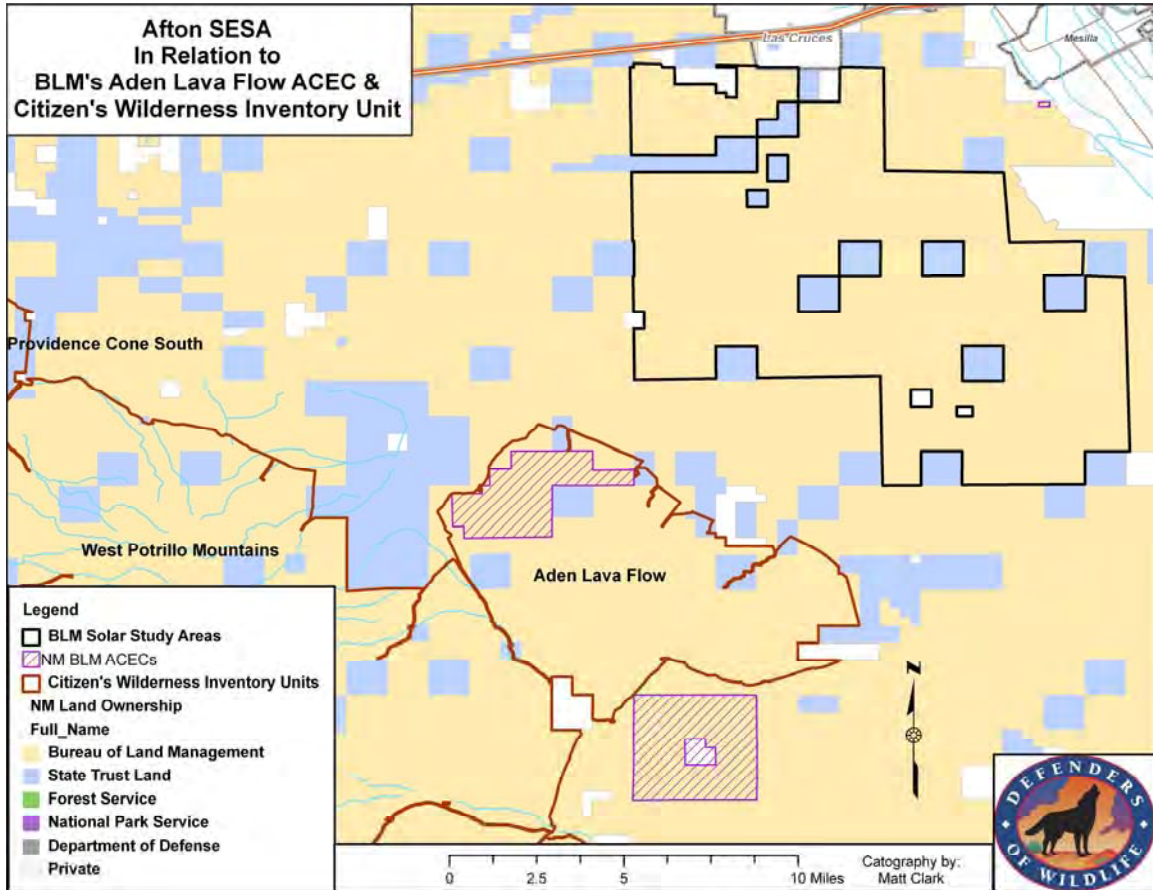 Afton SESA
In Relation to
BLM's Aden Lava Flow ACEC &
Citizen's Wilderness Inventory Unit
Las Cruces
Mesilla
Providence Cone South
West Potrillo Mountains
Aden Lava Flow
Legend
BLM Solar Study Areas
NM BLM ACECs
Citizen's Wilderness Inventory Units
NM Land Ownership
Full_Name
Bureau of Land Management
State Trust Land
Forest Service
National Park Service
Department of Defense
Private
N
0 2.5 5 10 Miles
Catography by:
Matt Clark
DEFENDERS
OF WILDLIFE